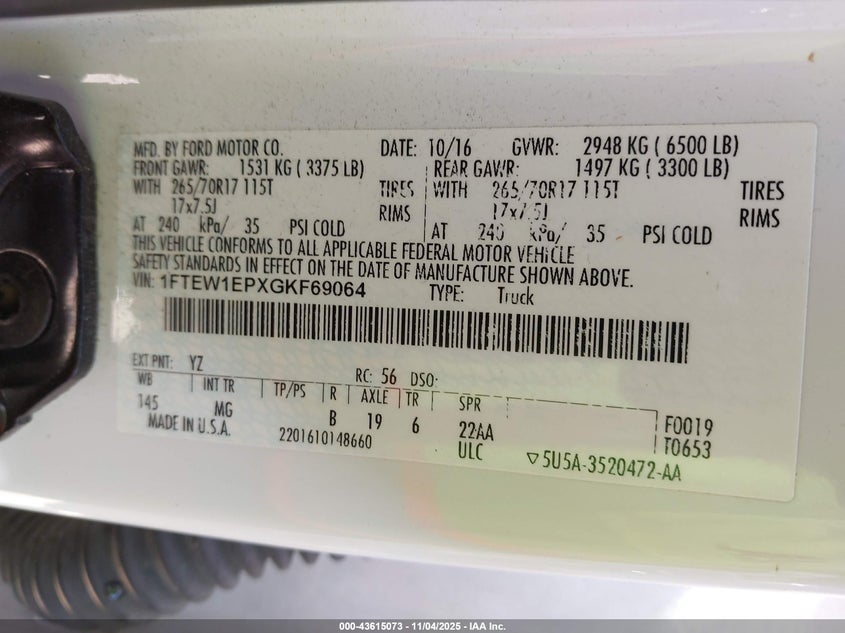 MFD. BY FORD MOTOR CO. DATE: 10/16 GVWR: 2948 KG ( 6500 LB)
FRONT GAWR: 1531 KG ( 3375 LB) REAR GAWR: 1497 KG ( 3300 LB)
WITH 265/70R17 115T TIRES WITH 265/70R17 115T TIRES
17x7.5J RIMS 17x7.5J RIMS
AT 240 kPa/ 35 PSI COLD AT 240 kPa/ 35 PSI COLD
THIS VEHICLE CONFORMS TO ALL APPLICABLE FEDERAL MOTOR VEHICLE
SAFETY STANDARDS IN EFFECT ON THE DATE OF MANUFACTURE SHOWN ABOVE.
VIN: 1FTEW1EPXGKF69064 TYPE: Truck
EXT PNT: YZ RC: 56 DSO:
WB INT TR TP/PS R AXLE TR SPR
145 MG B 19 6 22AA F0019
MADE IN U.S.A. 2201610148660 ULC T0653
▽5U5A-3520472-AA
000-43615073 — 11/04/2025 — IAA Inc.